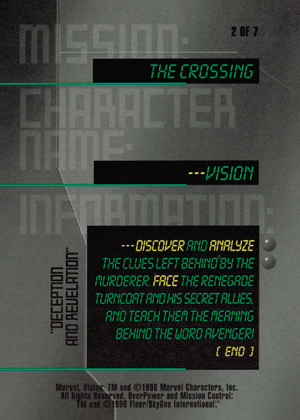 2 OF 7
MISSION:
THE CROSSING
CHARACTER
NAME:
---VISION
INFORMATION:
"DECEPTION
AND REVELATION"
---DISCOVER AND ANALYZE
THE CLUES LEFT BEHIND BY THE
MURDERER. FACE THE RENEGADE
TURNCOAT AND HIS SECRET ALLIES,
AND TEACH THEM THE MEANING
BEHIND THE WORD AVENGER!
[ END ]
Marvel, Vision: TM and ©1996 Marvel Characters, Inc.
All Rights Reserved. OverPower and Mission Control:
TM and ©1996 Fleer/SkyBox International.™